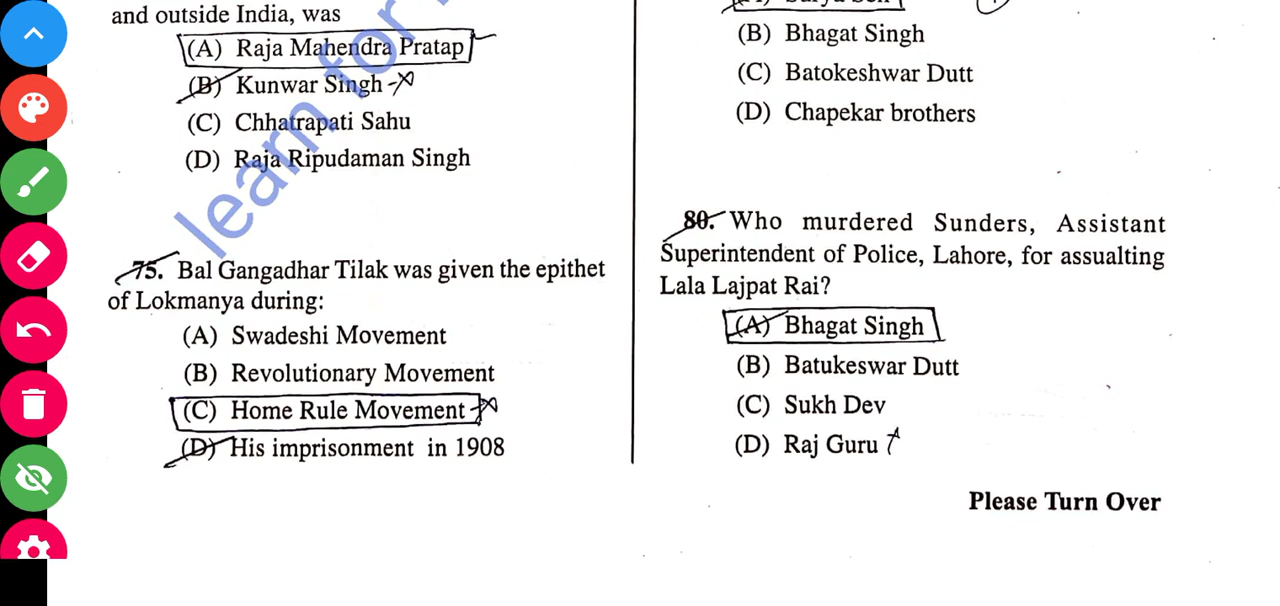 and outside India, was
(A) Raja Mahendra Pratap
(B) Kunwar Singh
(C) Chhatrapati Sahu
(D) Raja Ripudaman Singh
75. Bal Gangadhar Tilak was given the epithet
of Lokmanya during:
(A) Swadeshi Movement
(B) Revolutionary Movement
(C) Home Rule Movement
(D) His imprisonment in 1908
(B) Bhagat Singh
(C) Batokeshwar Dutt
(D) Chapekar brothers
80. Who murdered Sunders, Assistant
Superintendent of Police, Lahore, for assualting
Lala Lajpat Rai?
(A) Bhagat Singh
(B) Batukeswar Dutt
(C) Sukh Dev
(D) Raj Guru
Please Turn Over
learn for